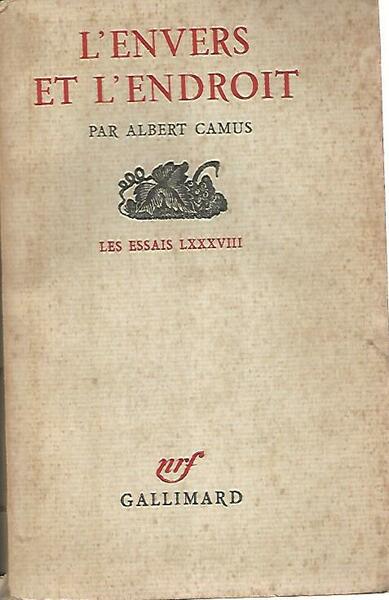 L'ENVERS
ET L'ENDROIT
PAR ALBERT CAMUS
LES ESSAIS LXXXVIII
nrf
GALLIMARD